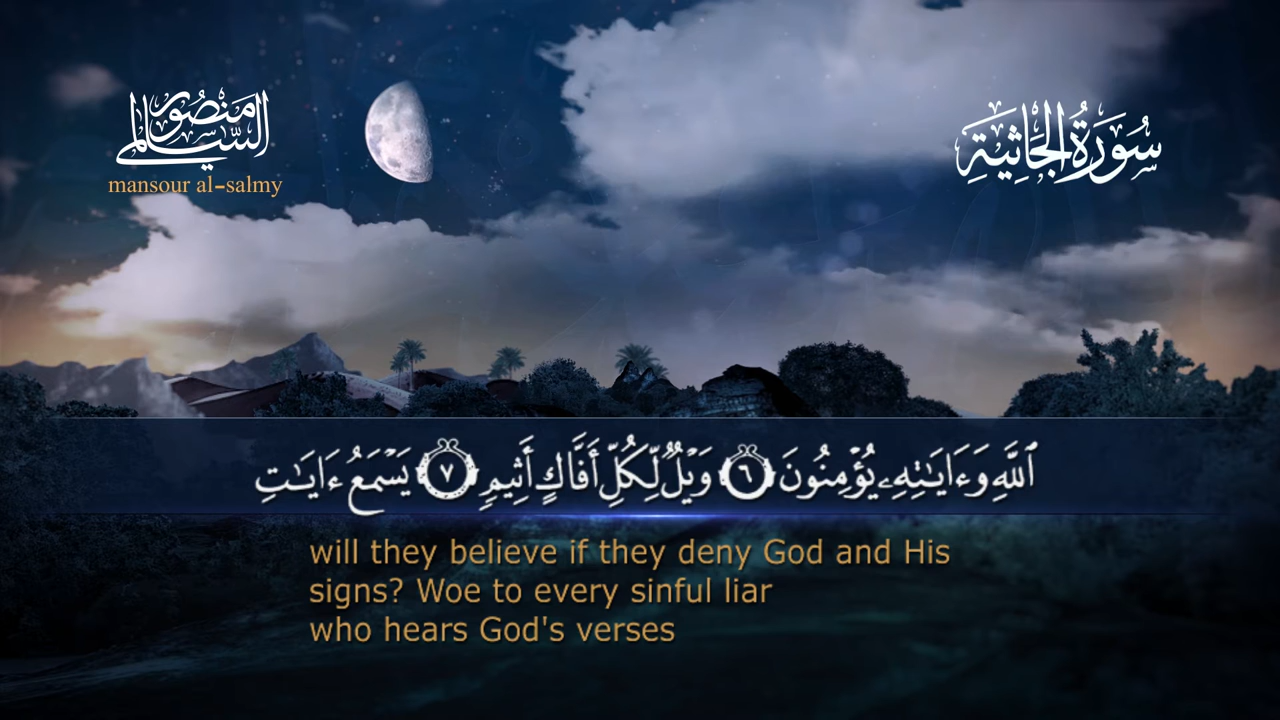 منصور السالمي
mansour al-salmy
سُورَةُ الجَاثِيَةِ
ٱللَّهِ وَءَايَـٰتِهِۦ يُؤْمِنُونَ ٦ وَيْلٌ لِّكُلِّ أَفَّاكٍ أَثِيمٍ ٧ يَسْمَعُ ءَايَـٰتِ
will they believe if they deny God and His
signs? Woe to every sinful liar
who hears God's verses